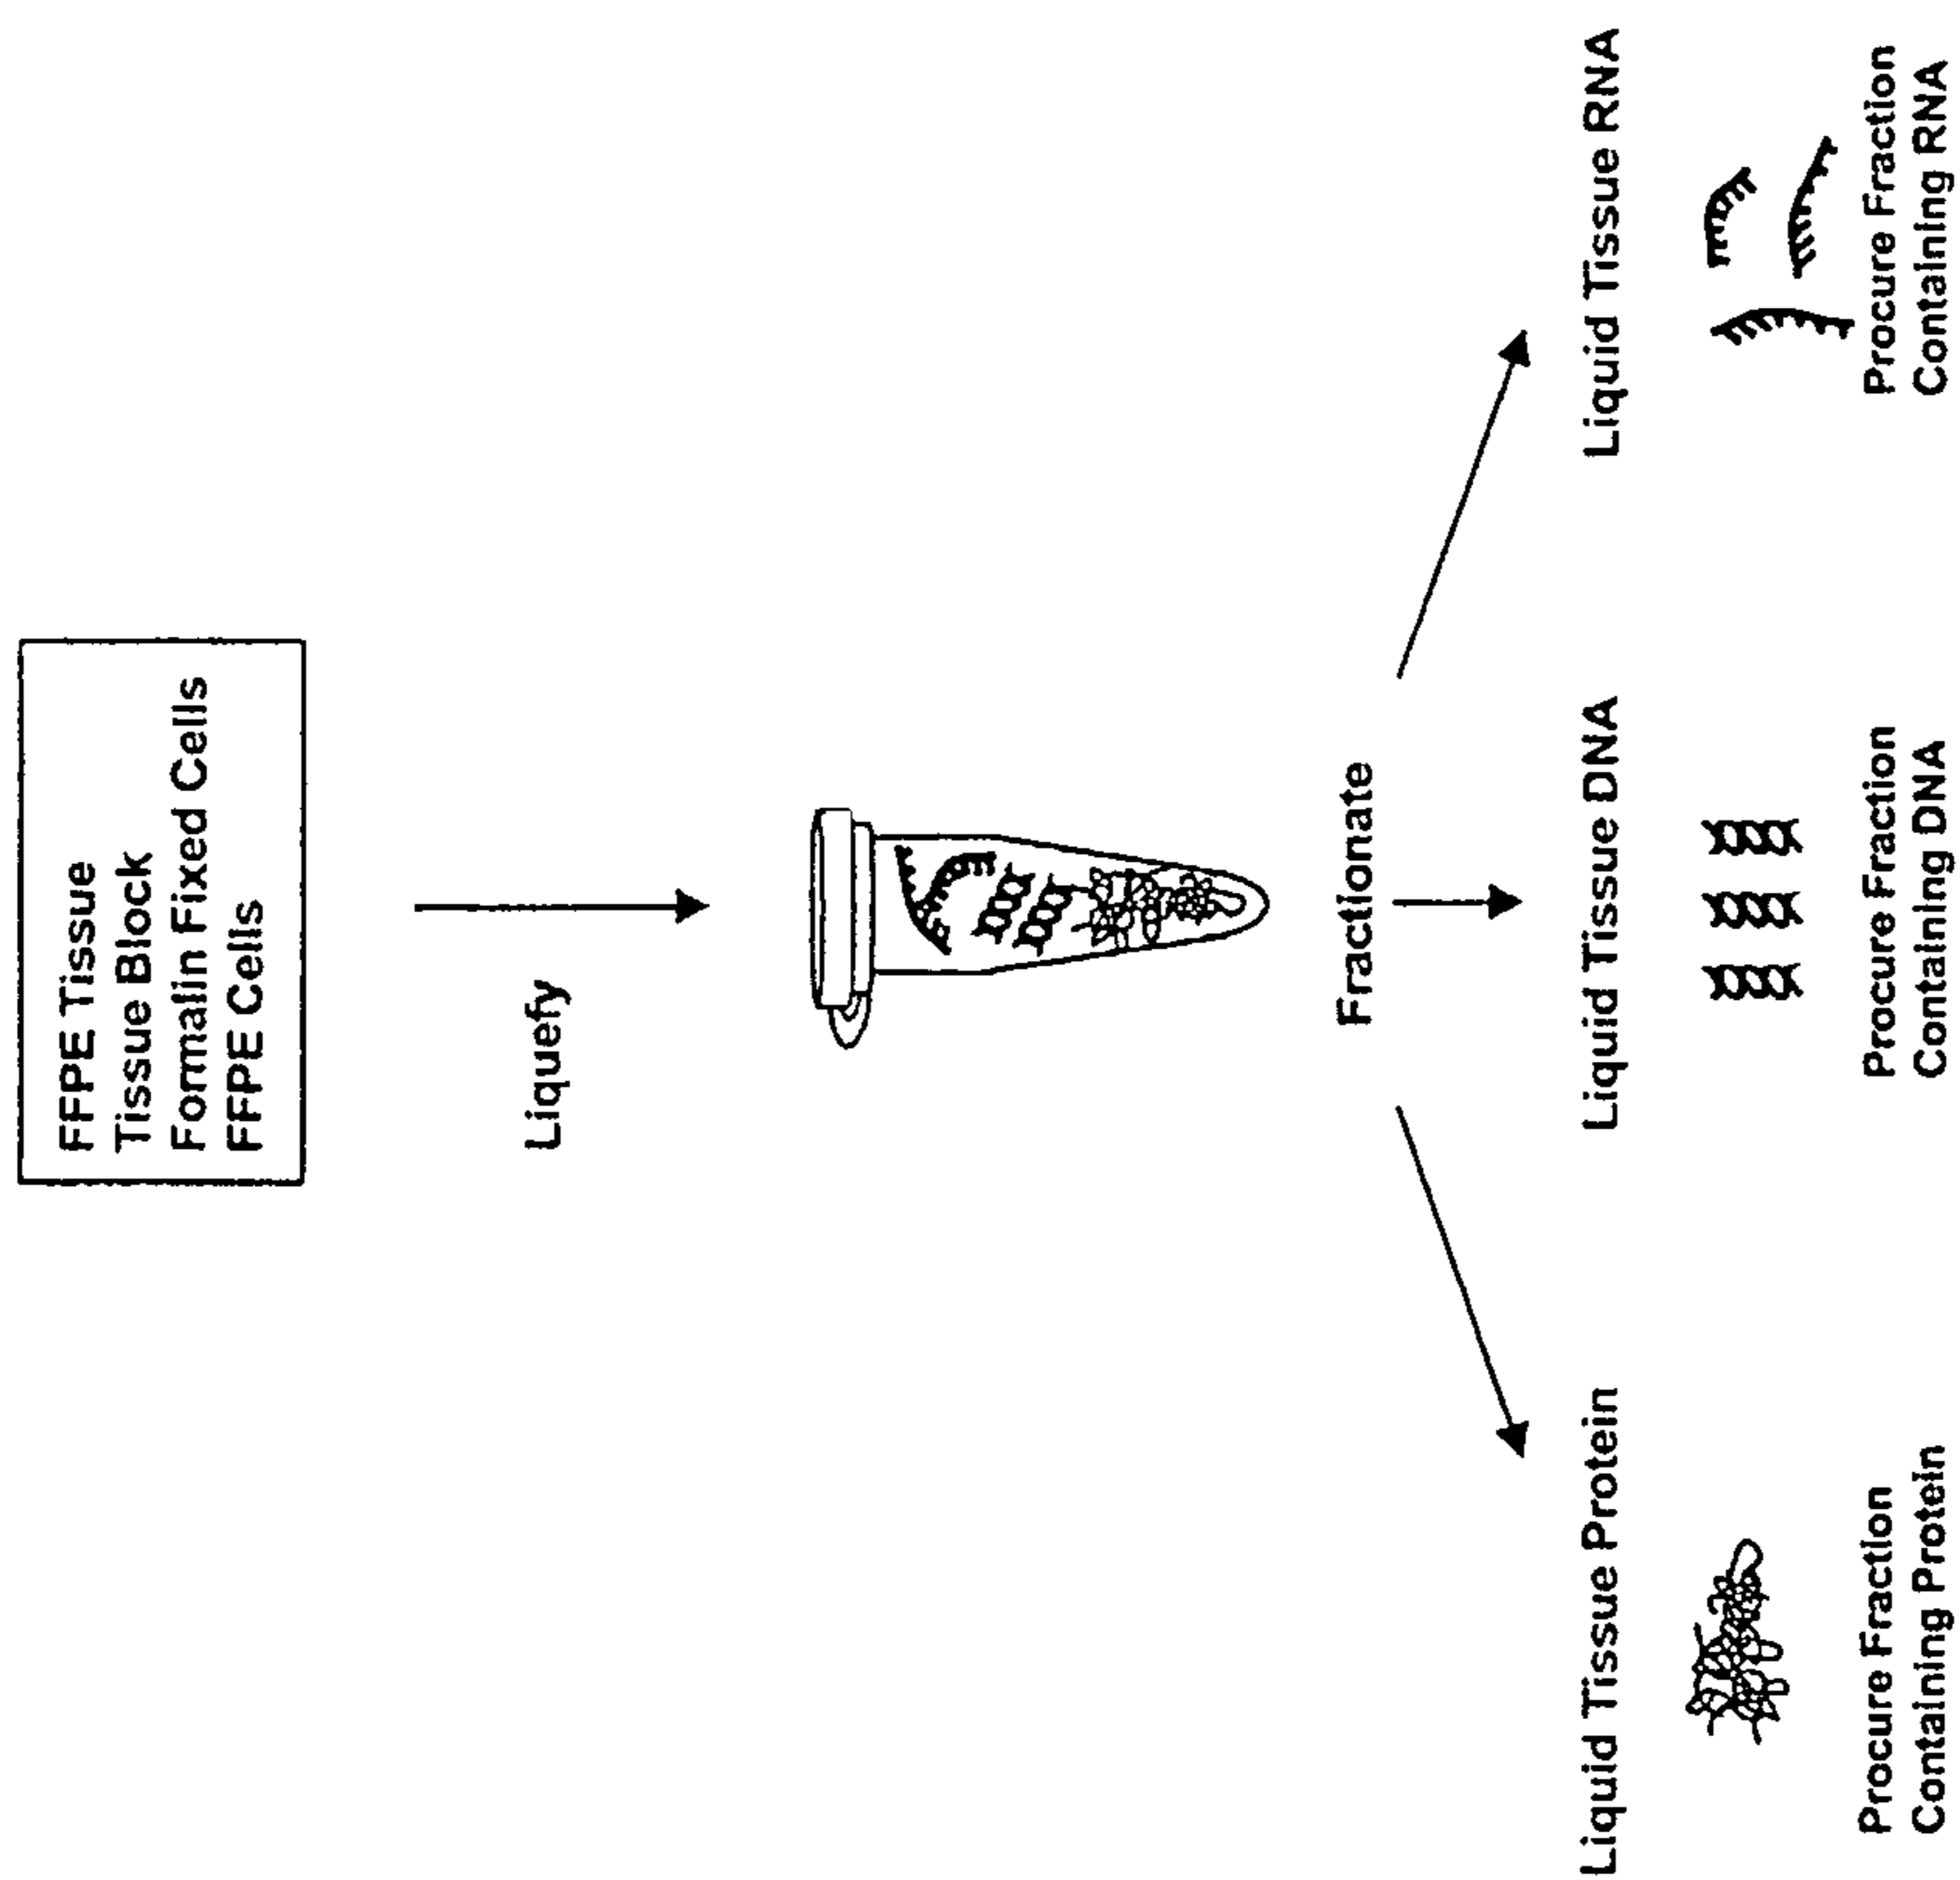 FFPE Tissue
Tissue Block
Formalin Fixed Cells
FFPE Cells
Liquefy
Fractionate
Liquid Tissue Protein
Procure Fraction
Containing Protein
Liquid Tissue DNA
Procure Fraction
Containing DNA
Liquid Tissue RNA
Procure Fraction
Containing RNA